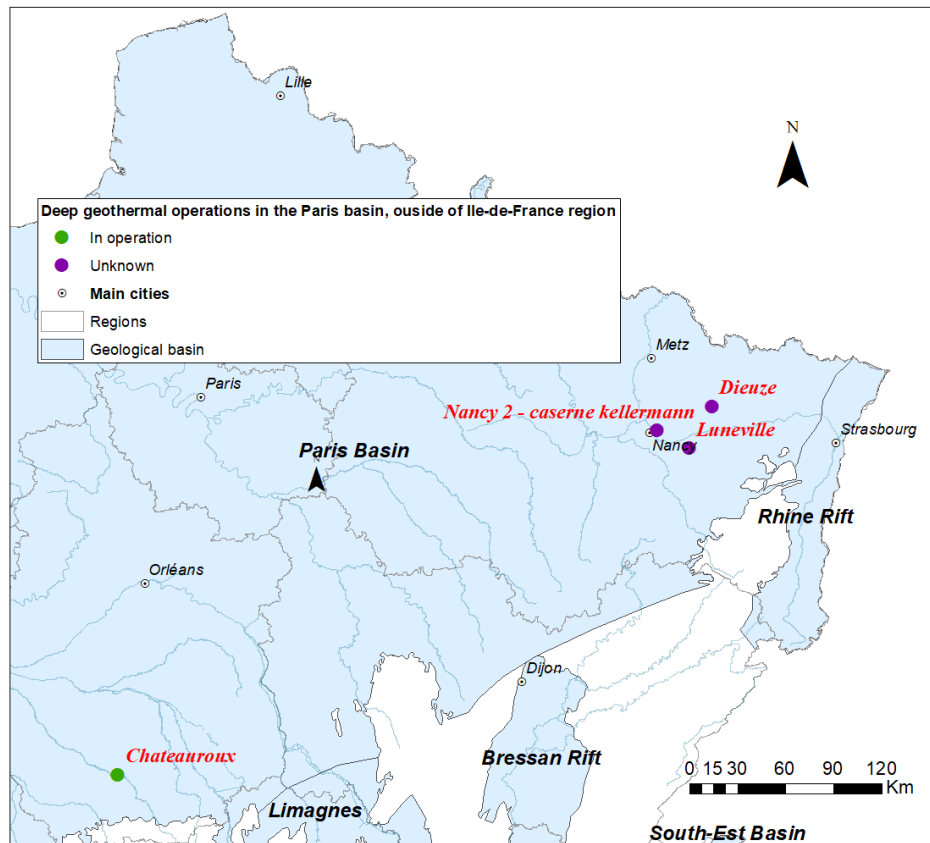 Lille
N
Deep geothermal operations in the Paris basin, ouside of Ile-de-France region
In operation
Unknown
Main cities
Regions
Geological basin
Metz
Paris
Dieuze
Nancy 2 - caserne kellermann
Luneville
Strasbourg
Nancy
Paris Basin
Rhine Rift
Orléans
Dijon
Chateauroux
Bressan Rift
0 15 30 60 90 120
Km
Limagnes
South-Est Basin